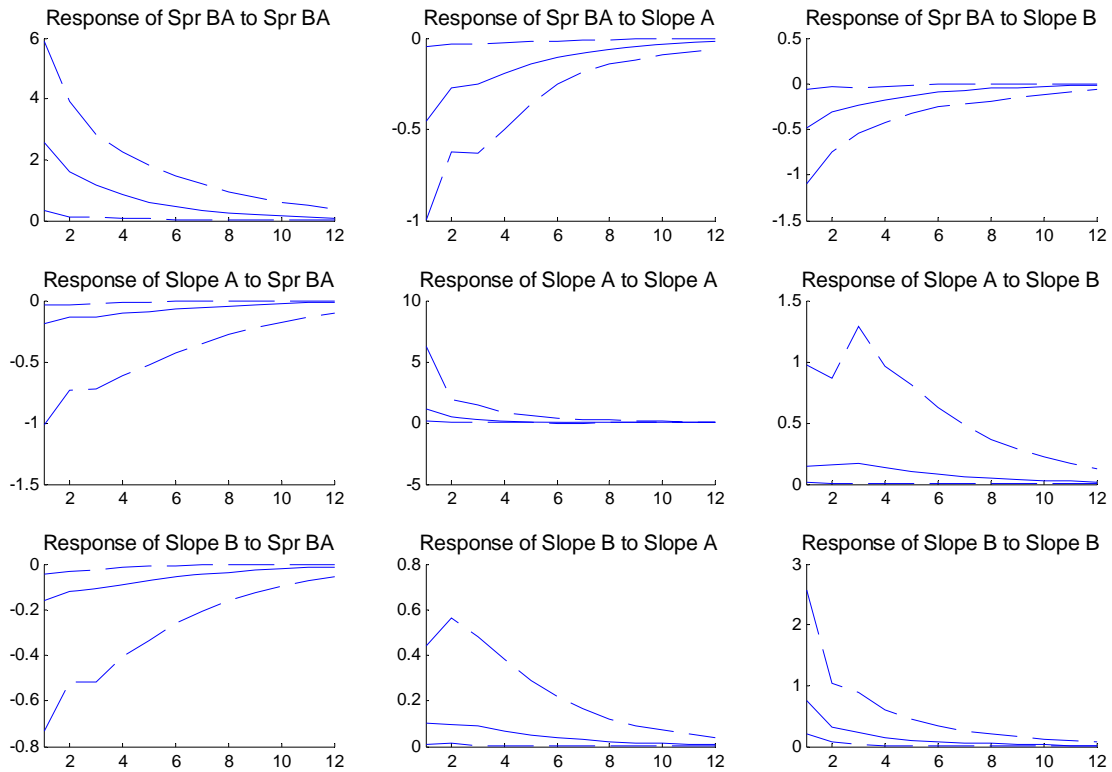 Response of Spr BA to Spr BA
6
4
2
0
2 4 6 8 10 12
Response of Spr BA to Slope A
0
-0.5
-1
2 4 6 8 10 12
Response of Spr BA to Slope B
0.5
0
-0.5
-1
-1.5
2 4 6 8 10 12
Response of Slope A to Spr BA
0
-0.5
-1
-1.5
2 4 6 8 10 12
Response of Slope A to Slope A
10
5
0
-5
2 4 6 8 10 12
Response of Slope A to Slope B
1.5
1
0.5
0
2 4 6 8 10 12
Response of Slope B to Spr BA
0
-0.2
-0.4
-0.6
-0.8
2 4 6 8 10 12
Response of Slope B to Slope A
0.8
0.6
0.4
0.2
0
2 4 6 8 10 12
Response of Slope B to Slope B
3
2
1
0
2 4 6 8 10 12